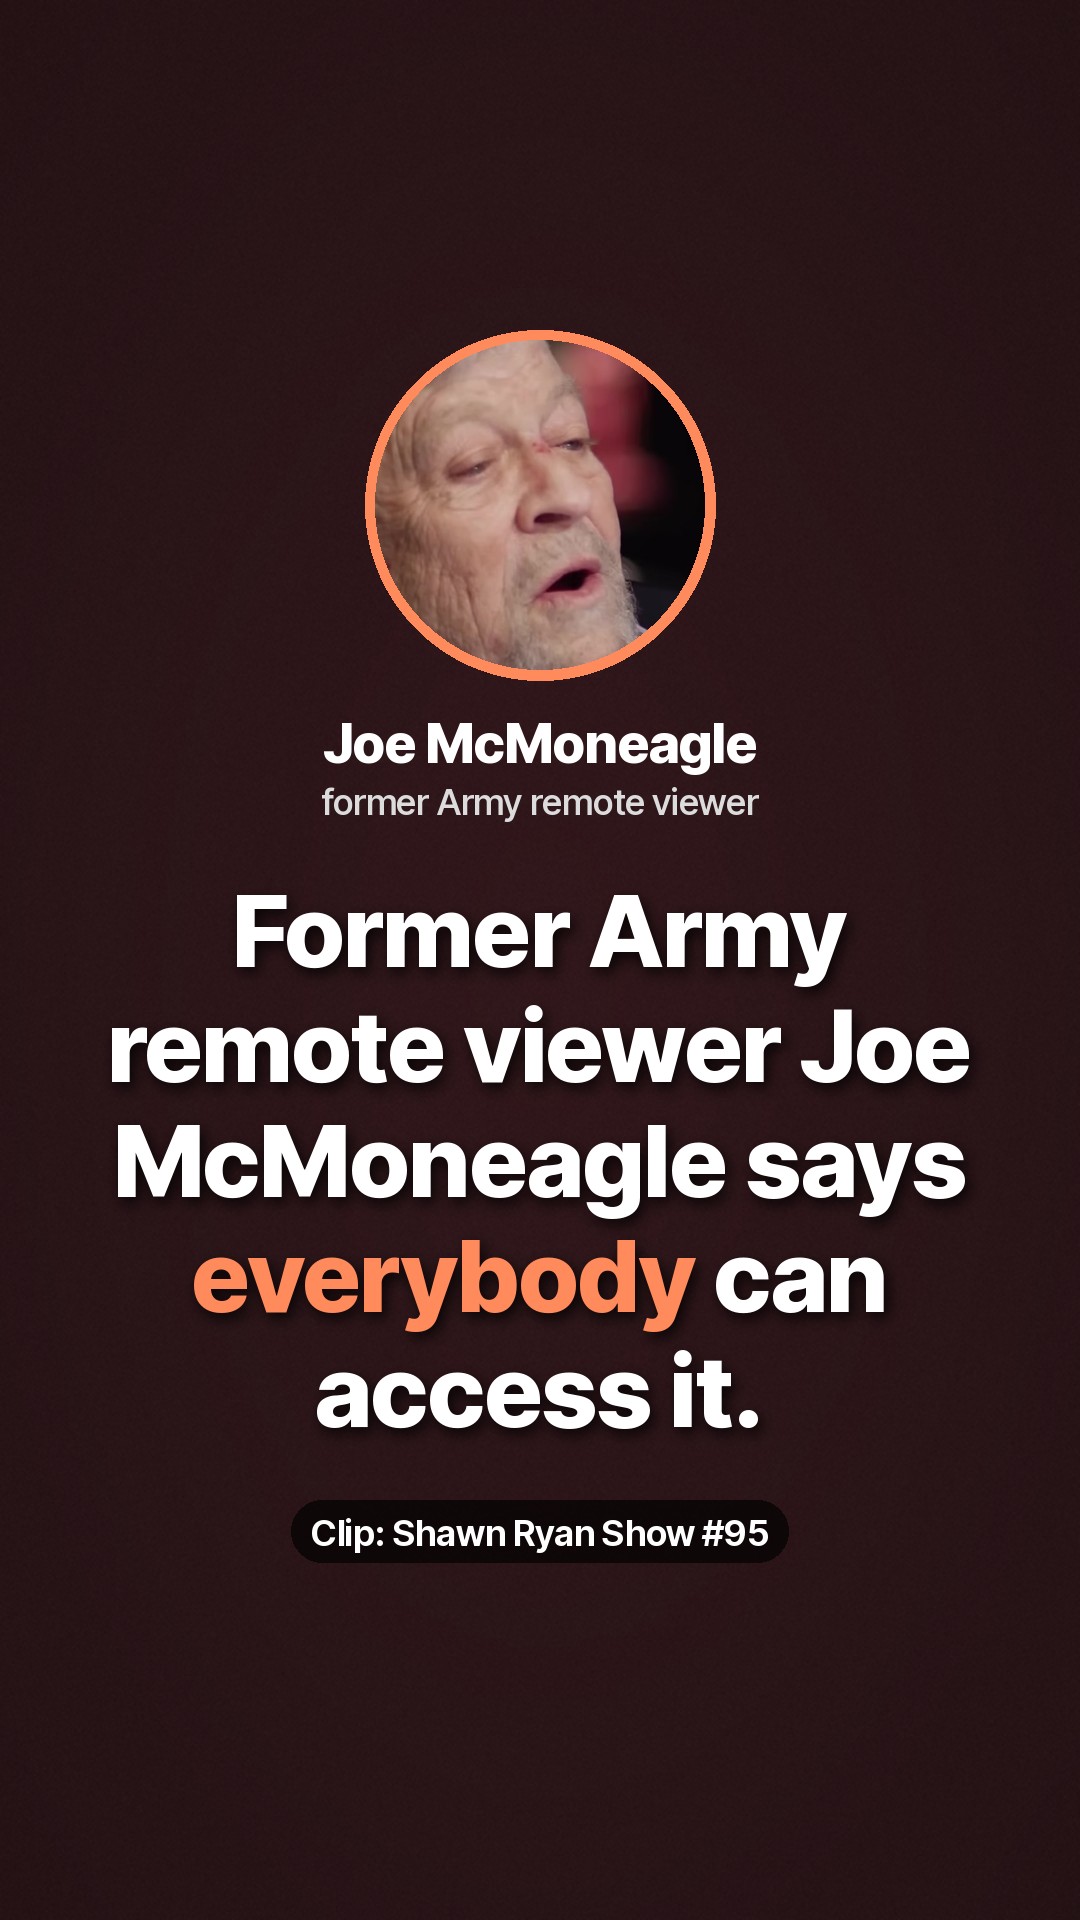 Joe McMoneagle
former Army remote viewer
Former Army
remote viewer Joe
McMoneagle says
everybody can
access it.
Clip: Shawn Ryan Show #95